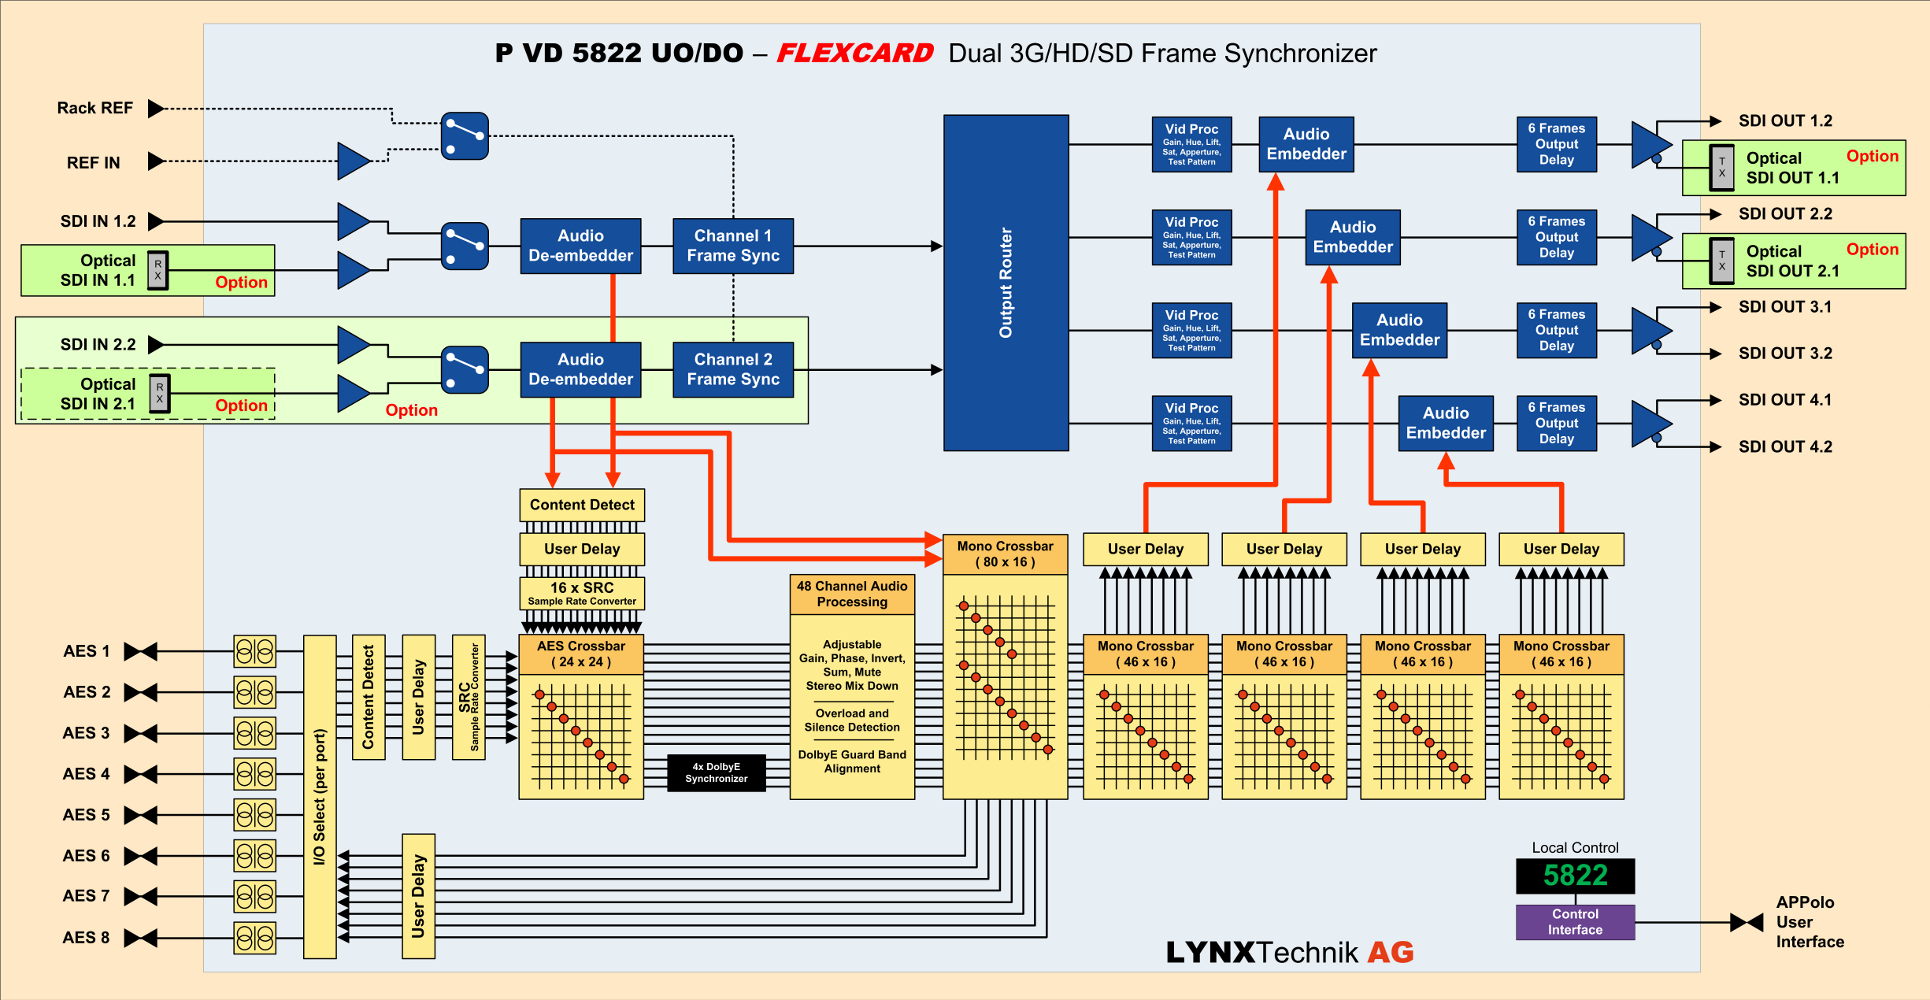 P VD 5822 UO/DO – FLEXCARD Dual 3G/HD/SD Frame Synchronizer
Rack REF
REF IN
SDI IN 1.2
Optical
SDI IN 1.1
R
X
Option
SDI IN 2.2
Optical
SDI IN 2.1
R
X
Option
Option
Audio
De-embedder
Channel 1
Frame Sync
Audio
De-embedder
Channel 2
Frame Sync
Output Router
Vid Proc
Gain, Hue, Lift,
Sat, Apperture,
Test Pattern
Audio
Embedder
6 Frames
Output
Delay
SDI OUT 1.2
T
X
Optical
SDI OUT 1.1
Option
Vid Proc
Gain, Hue, Lift,
Sat, Apperture,
Test Pattern
Audio
Embedder
6 Frames
Output
Delay
SDI OUT 2.2
T
X
Optical
SDI OUT 2.1
Option
Vid Proc
Gain, Hue, Lift,
Sat, Apperture,
Test Pattern
Audio
Embedder
6 Frames
Output
Delay
SDI OUT 3.1
SDI OUT 3.2
Vid Proc
Gain, Hue, Lift,
Sat, Apperture,
Test Pattern
Audio
Embedder
6 Frames
Output
Delay
SDI OUT 4.1
SDI OUT 4.2
Content Detect
User Delay
16 x SRC
Sample Rate Converter
AES Crossbar
( 24 x 24 )
48 Channel Audio
Processing
Adjustable
Gain, Phase, Invert,
Sum, Mute
Stereo Mix Down
Overload and
Silence Detection
DolbyE Guard Band
Alignment
4x DolbyE
Synchronizer
Mono Crossbar
( 80 x 16 )
User Delay
User Delay
User Delay
User Delay
Mono Crossbar
( 46 x 16 )
Mono Crossbar
( 46 x 16 )
Mono Crossbar
( 46 x 16 )
Mono Crossbar
( 46 x 16 )
AES 1
AES 2
AES 3
AES 4
AES 5
AES 6
AES 7
AES 8
I/O Select (per port)
Content Detect
User Delay
SRC
Sample Rate Converter
User Delay
Local Control
5822
Control
Interface
APPolo
User
Interface
LYNXTechnik AG